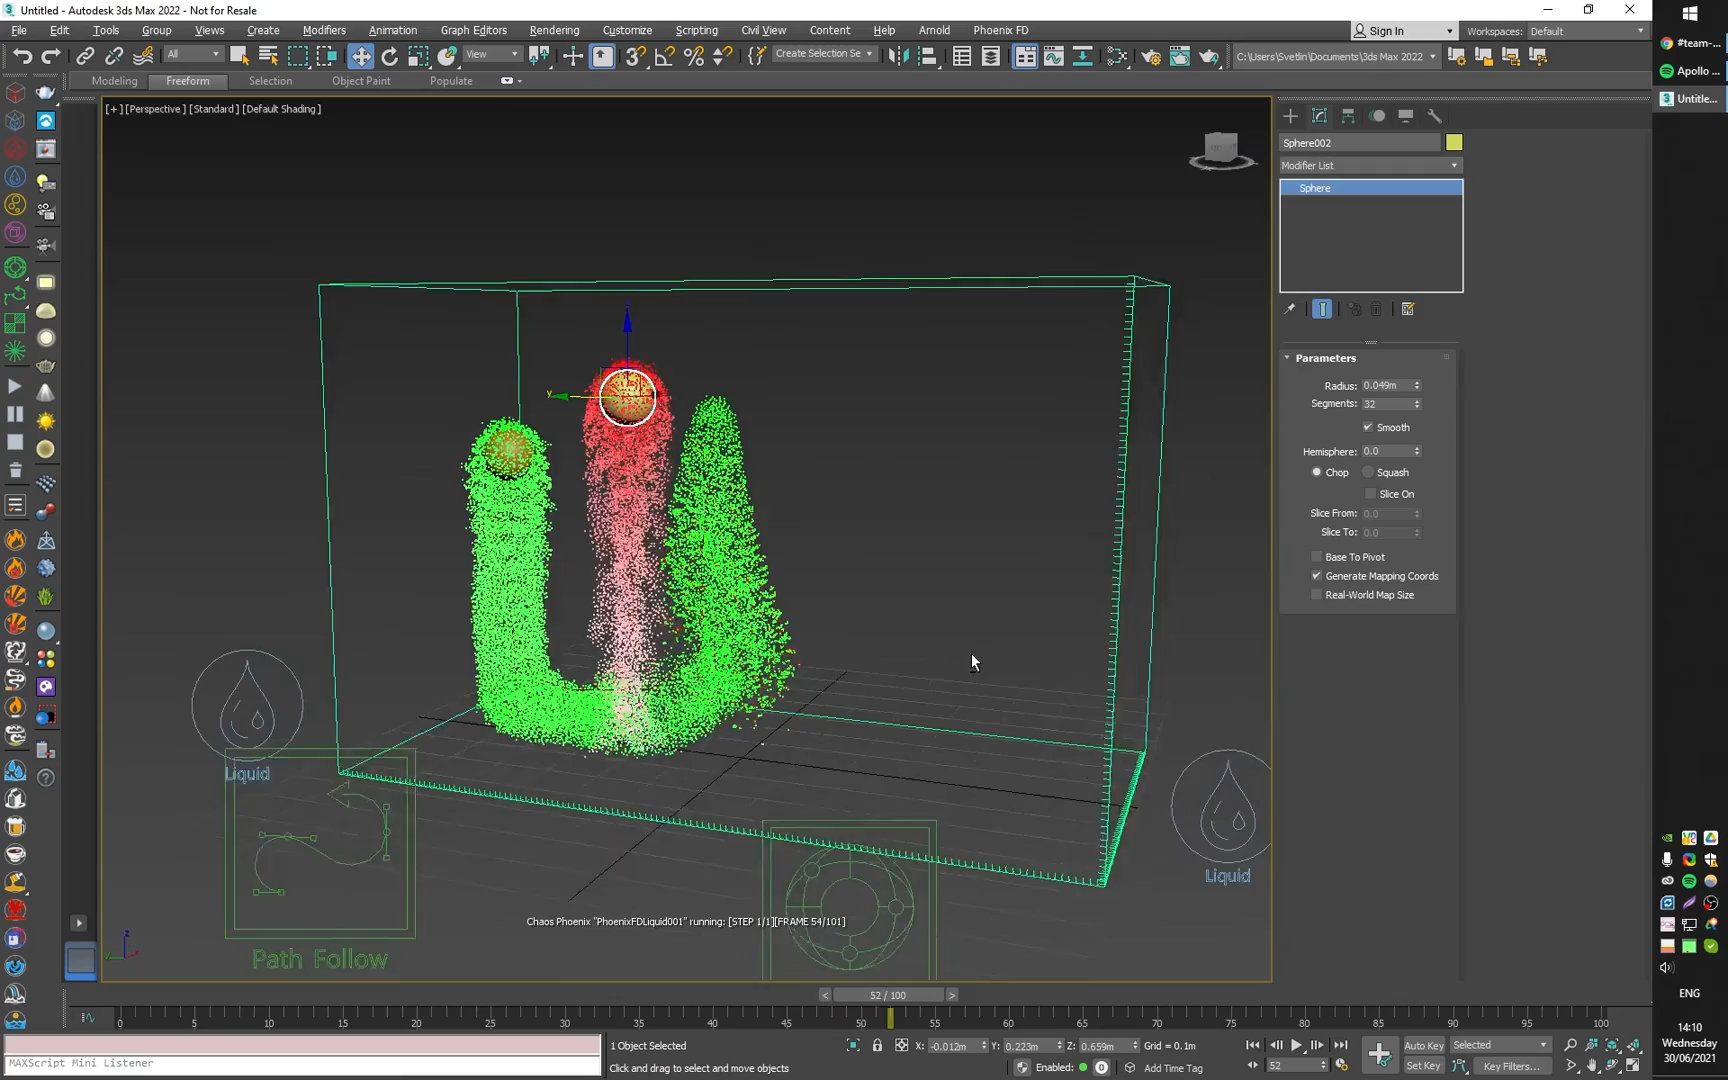 Untitled - Autodesk 3ds Max 2022 - Not for Resale
File Edit Tools Group Views Create Modifiers Animation Graph Editors Rendering Customize Scripting Civil View Content Help Arnold Phoenix FD
Sign In Workspaces: Default
All View Create Selection Se C:\Users\Svetlin\Documents\3ds Max 2022
Modeling Freeform Selection Object Paint Populate
[+] [Perspective] [Standard] [Default Shading]
#team-...
Apollo ...
Untitle...
Sphere002
Modifier List
Sphere
Parameters
Radius: 0.049m
Segments: 32
Smooth
Hemisphere: 0.0
Chop Squash
Slice On
Slice From: 0.0
Slice To: 0.0
Base To Pivot
Generate Mapping Coords
Real-World Map Size
Liquid
Liquid
Path Follow
Chaos Phoenix "PhoenixFDLiquid001" running: [STEP 1/1][FRAME 54/101]
y
z
< 52 / 100 >
0 5 10 15 20 25 30 35 40 45 50 55 60 65 70 75 80 85 90 95 100
1 Object Selected X: -0.012m Y: 0.223m Z: 0.659m Grid = 0.1m Auto Key Selected
MAXScript Mini Listener Click and drag to select and move objects Enabled: 0 Add Time Tag 52 Set Key Key Filters...
ENG
14:10
Wednesday
30/06/2021